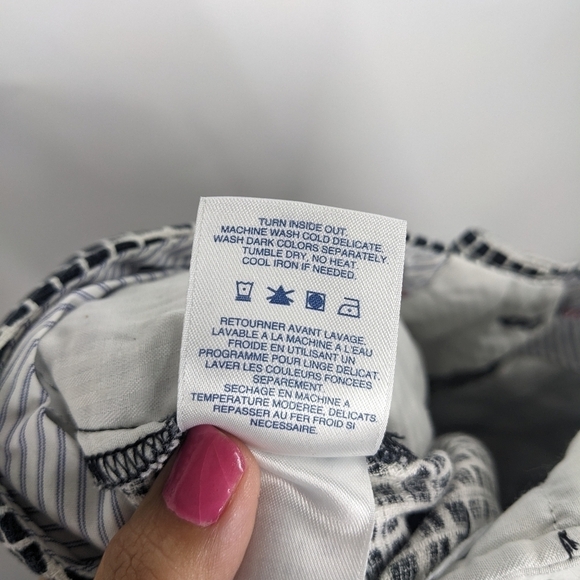 TURN INSIDE OUT.
MACHINE WASH COLD DELICATE.
WASH DARK COLORS SEPARATELY.
TUMBLE DRY, NO HEAT.
COOL IRON IF NEEDED.
RETOURNER AVANT LAVAGE.
LAVABLE A LA MACHINE A L'EAU
FROIDE EN UTILISANT UN
PROGRAMME POUR LINGE DELICAT.
LAVER LES COULEURS FONCEES
SEPAREMENT.
SECHAGE EN MACHINE A
TEMPERATURE MODEREE, DELICATS.
REPASSER AU FER FROID SI
NECESSAIRE.